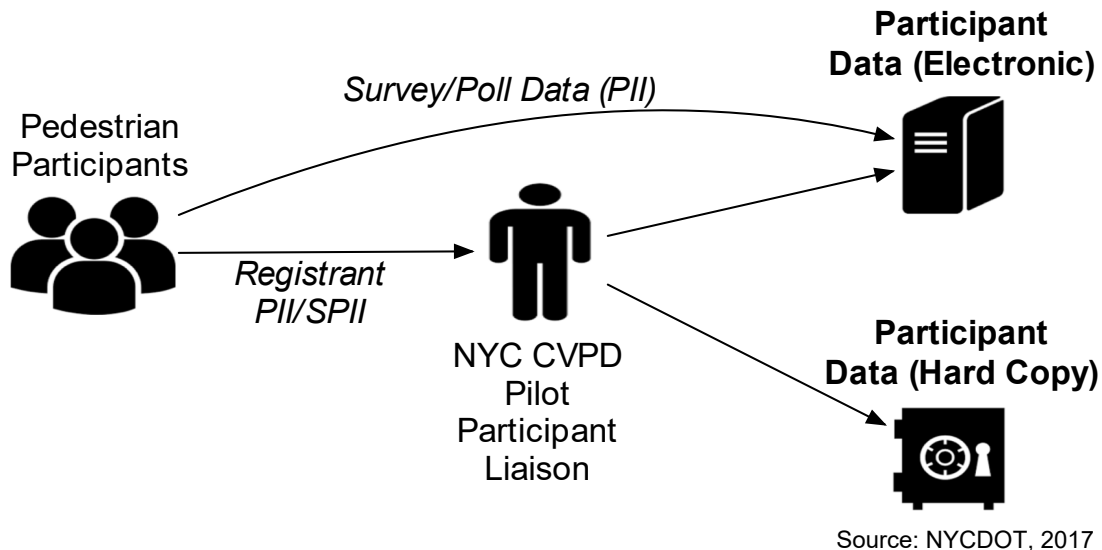 Participant
Data (Electronic)
Survey/Poll Data (PII)
Pedestrian
Participants
Registrant
PII/SPII
NYC CVPD
Pilot
Participant
Liaison
Participant
Data (Hard Copy)
Source: NYCDOT, 2017